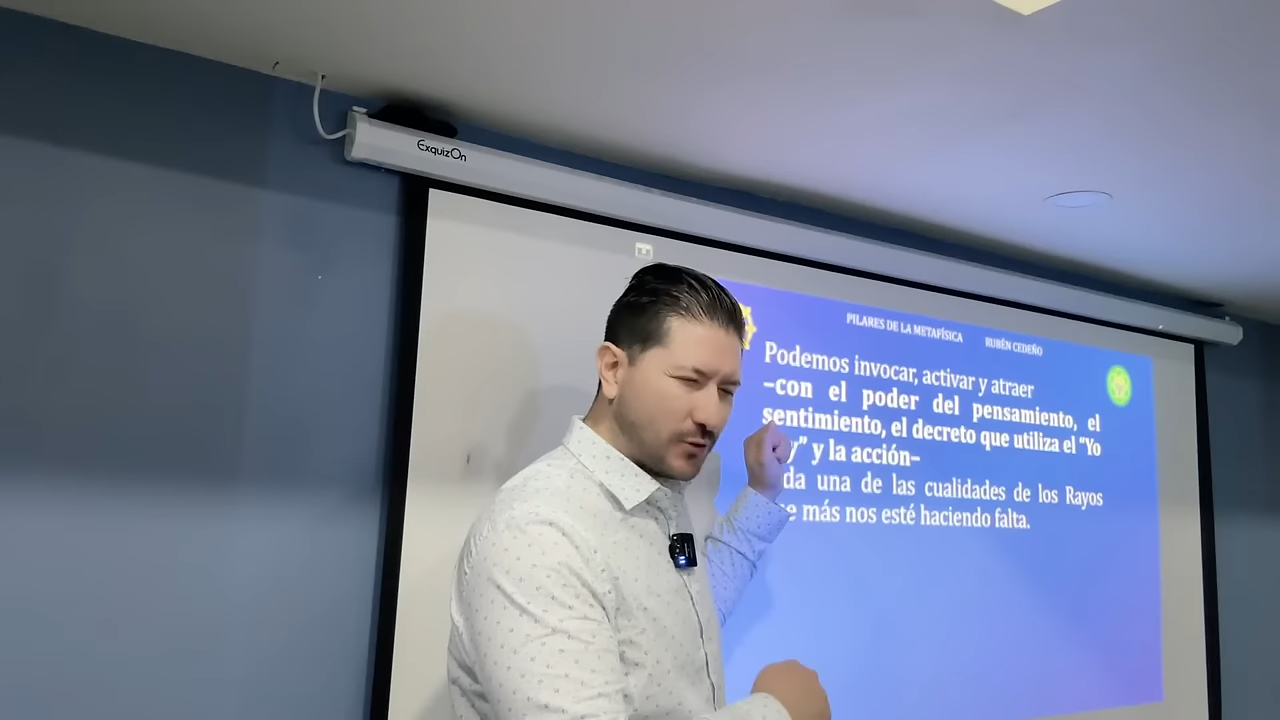 ExquizOn
PILARES DE LA METAFÍSICA RUBÉN CEDEÑO
Podemos invocar, activar y atraer
–con el poder del pensamiento, el
sentimiento, el decreto que utiliza el "Yo
y" y la acción–
da una de las cualidades de los Rayos
e más nos esté haciendo falta.